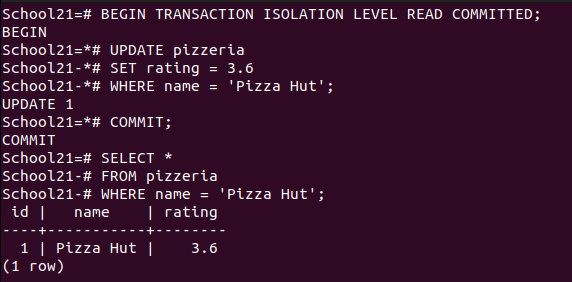 School21=# BEGIN TRANSACTION ISOLATION LEVEL READ COMMITTED;
BEGIN
School21=*# UPDATE pizzeria
School21-*# SET rating = 3.6
School21-*# WHERE name = 'Pizza Hut';
UPDATE 1
School21=*# COMMIT;
COMMIT
School21=# SELECT *
School21-# FROM pizzeria
School21-# WHERE name = 'Pizza Hut';
 id |   name    | rating
----+-----------+--------
  1 | Pizza Hut |    3.6
(1 row)